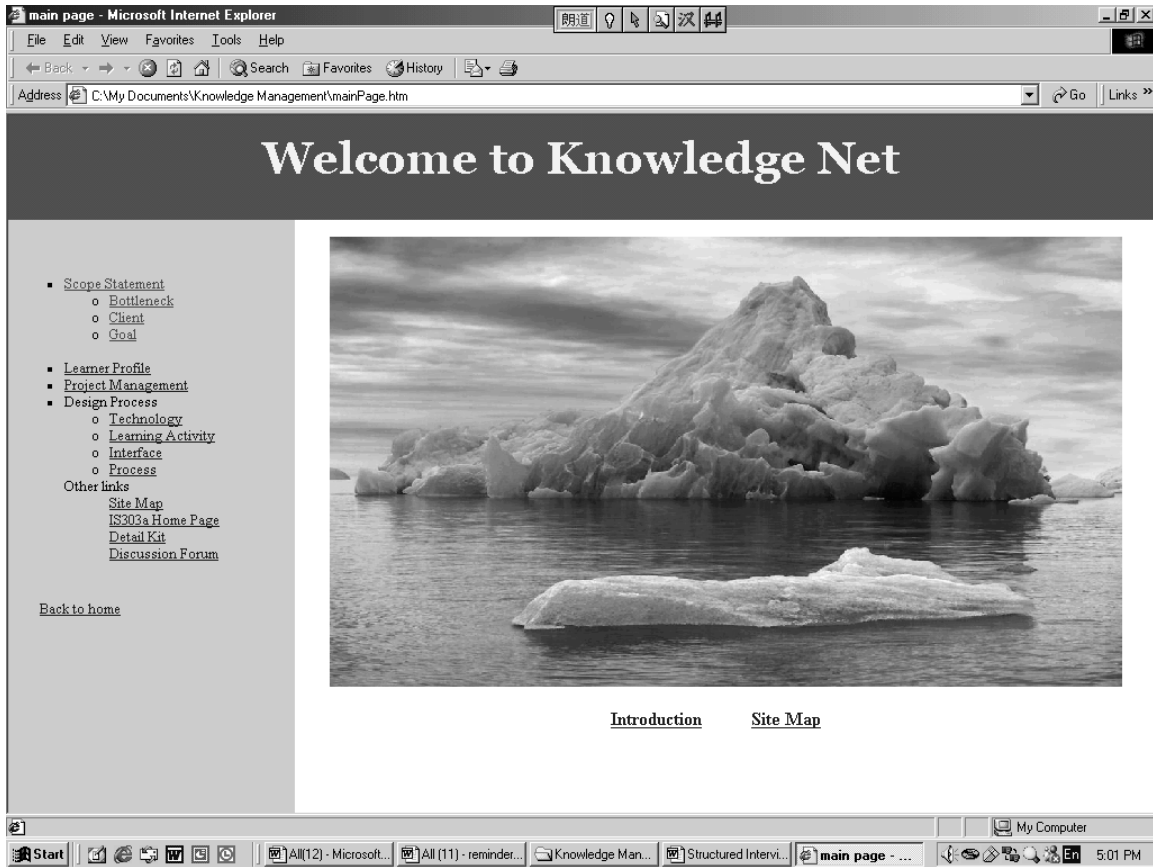 main page - Microsoft Internet Explorer
朗道 汉
File Edit View Favorites Tools Help
Back Search Favorites History
Address C:\My Documents\Knowledge Management\mainPage.htm Go Links »
Welcome to Knowledge Net
Scope Statement
Bottleneck
Client
Goal
Learner Profile
Project Management
Design Process
Technology
Learning Activity
Interface
Process
Other links
Site Map
IS303a Home Page
Detail Kit
Discussion Forum
Back to home
Introduction Site Map
My Computer
Start All(12) - Microsoft... All (11) - reminder... Knowledge Man... Structured Intervi... main page - ... En 5:01 PM